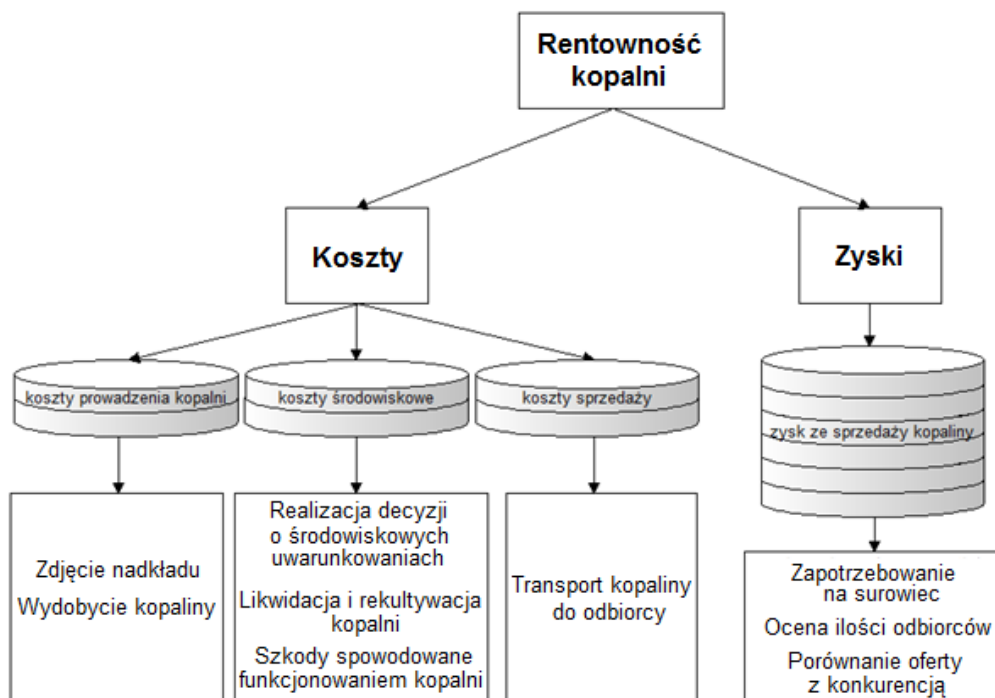 Rentowność
kopalni
Koszty
Zyski
koszty prowadzenia kopalni
koszty środowiskowe
koszty sprzedaży
zysk ze sprzedaży kopaliny
Zdjęcie nadkładu
Wydobycie kopaliny
Realizacja decyzji
o środowiskowych
uwarunkowaniach
Likwidacja i rekultywacja
kopalni
Szkody spowodowane
funkcjonowaniem kopalni
Transport kopaliny
do odbiorcy
Zapotrzebowanie
na surowiec
Ocena ilości odbiorców
Porównanie oferty
z konkurencją